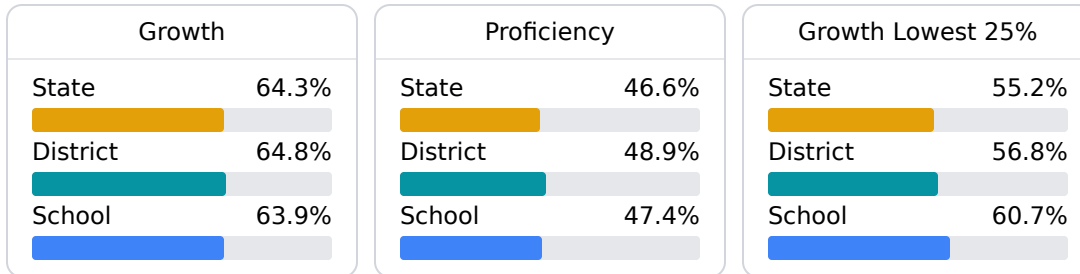 Growth
State 64.3%
District 64.8%
School 63.9%
Proficiency
State 46.6%
District 48.9%
School 47.4%
Growth Lowest 25%
State 55.2%
District 56.8%
School 60.7%